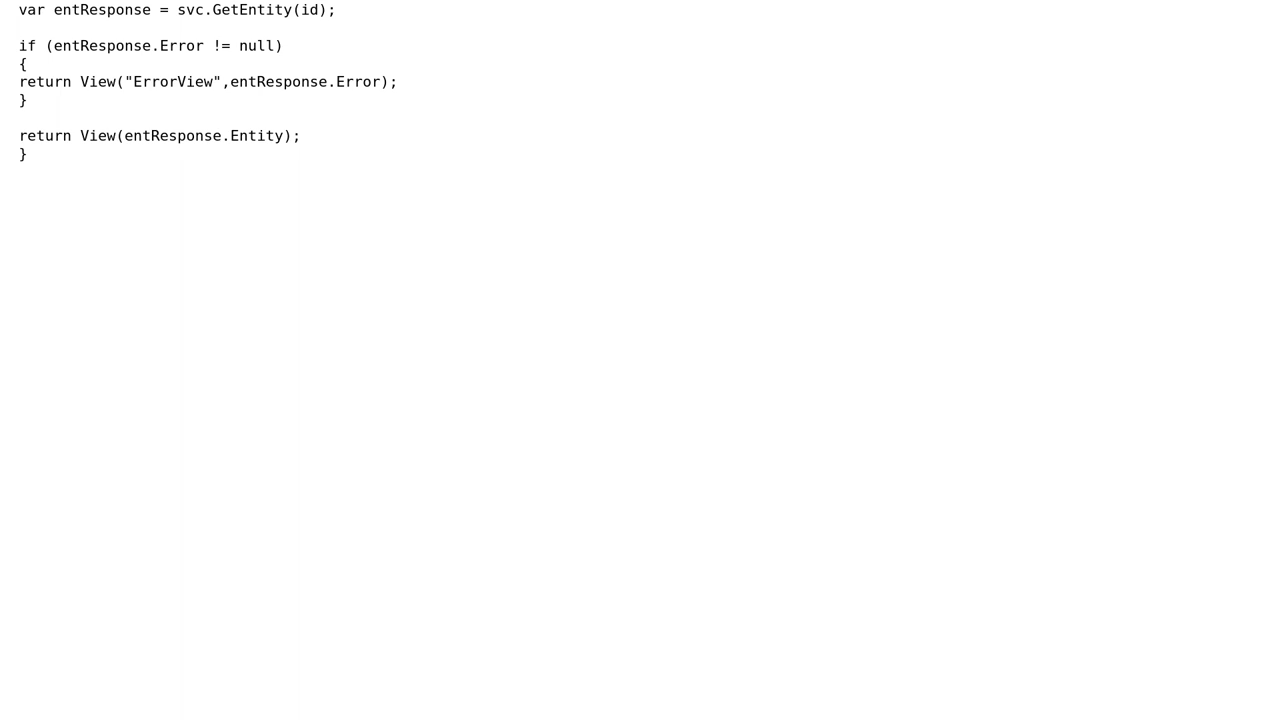 var entResponse = svc.GetEntity(id);
if (entResponse.Error != null)
{
return View("ErrorView",entResponse.Error);
}
return View(entResponse.Entity);
}